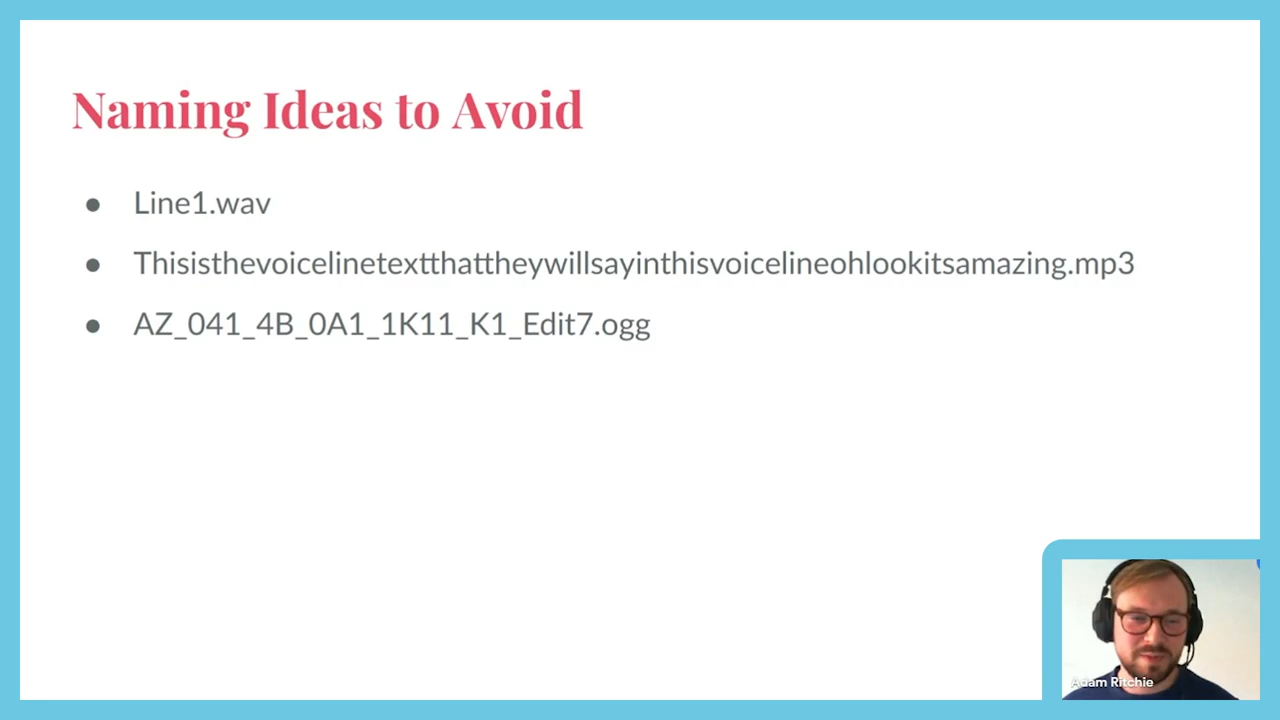 Naming Ideas to Avoid
● Line1.wav
● Thisisthevoicelinetextthattheywillsayinthisvoicelineohlookitsamazing.mp3
● AZ_041_4B_0A1_1K11_K1_Edit7.ogg
Adam Ritchie